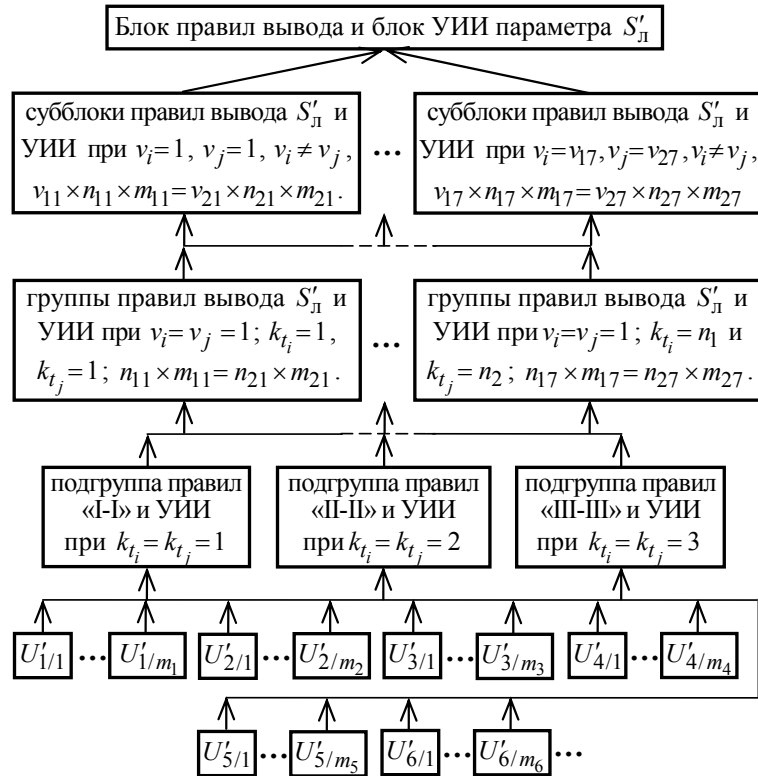 Блок правил вывода и блок УИИ параметра S′л
субблоки правил вывода S′л и
УИИ при vi=1, vj=1, vi≠vj,
v11×n11×m11=v21×n21×m21.
...
субблоки правил вывода S′л и
УИИ при vi=v17, vj=v27, vi≠vj,
v17×n17×m17=v27×n27×m27
группы правил вывода S′л и
УИИ при vi=vj=1; kti=1,
ktj=1; n11×m11=n21×m21.
...
группы правил вывода S′л и
УИИ при vi=vj=1; kti=n1 и
ktj=n2; n17×m17=n27×m27.
подгруппа правил
«I-I» и УИИ
при kti=ktj=1
подгруппа правил
«II-II» и УИИ
при kti=ktj=2
подгруппа правил
«III-III» и УИИ
при kti=ktj=3
U′1/1 ... U′1/m1 U′2/1 ... U′2/m2 U′3/1 ... U′3/m3 U′4/1 ... U′4/m4
U′5/1 ... U′5/m5 U′6/1 ... U′6/m6 ...